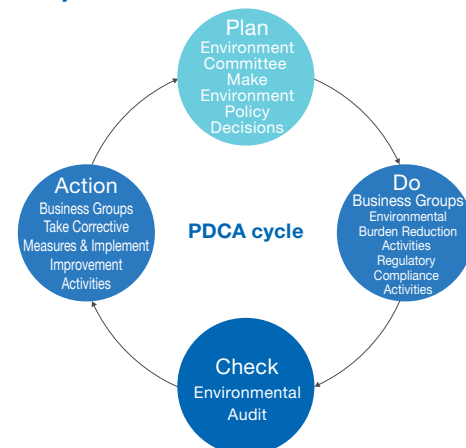 Plan
Environment
Committee
Make
Environment
Policy
Decisions
Do
Business Groups
Environmental
Burden Reduction
Activities
Regulatory
Compliance
Activities
Check
Environmental
Audit
Action
Business Groups
Take Corrective
Measures & Implement
Improvement
Activities
PDCA cycle